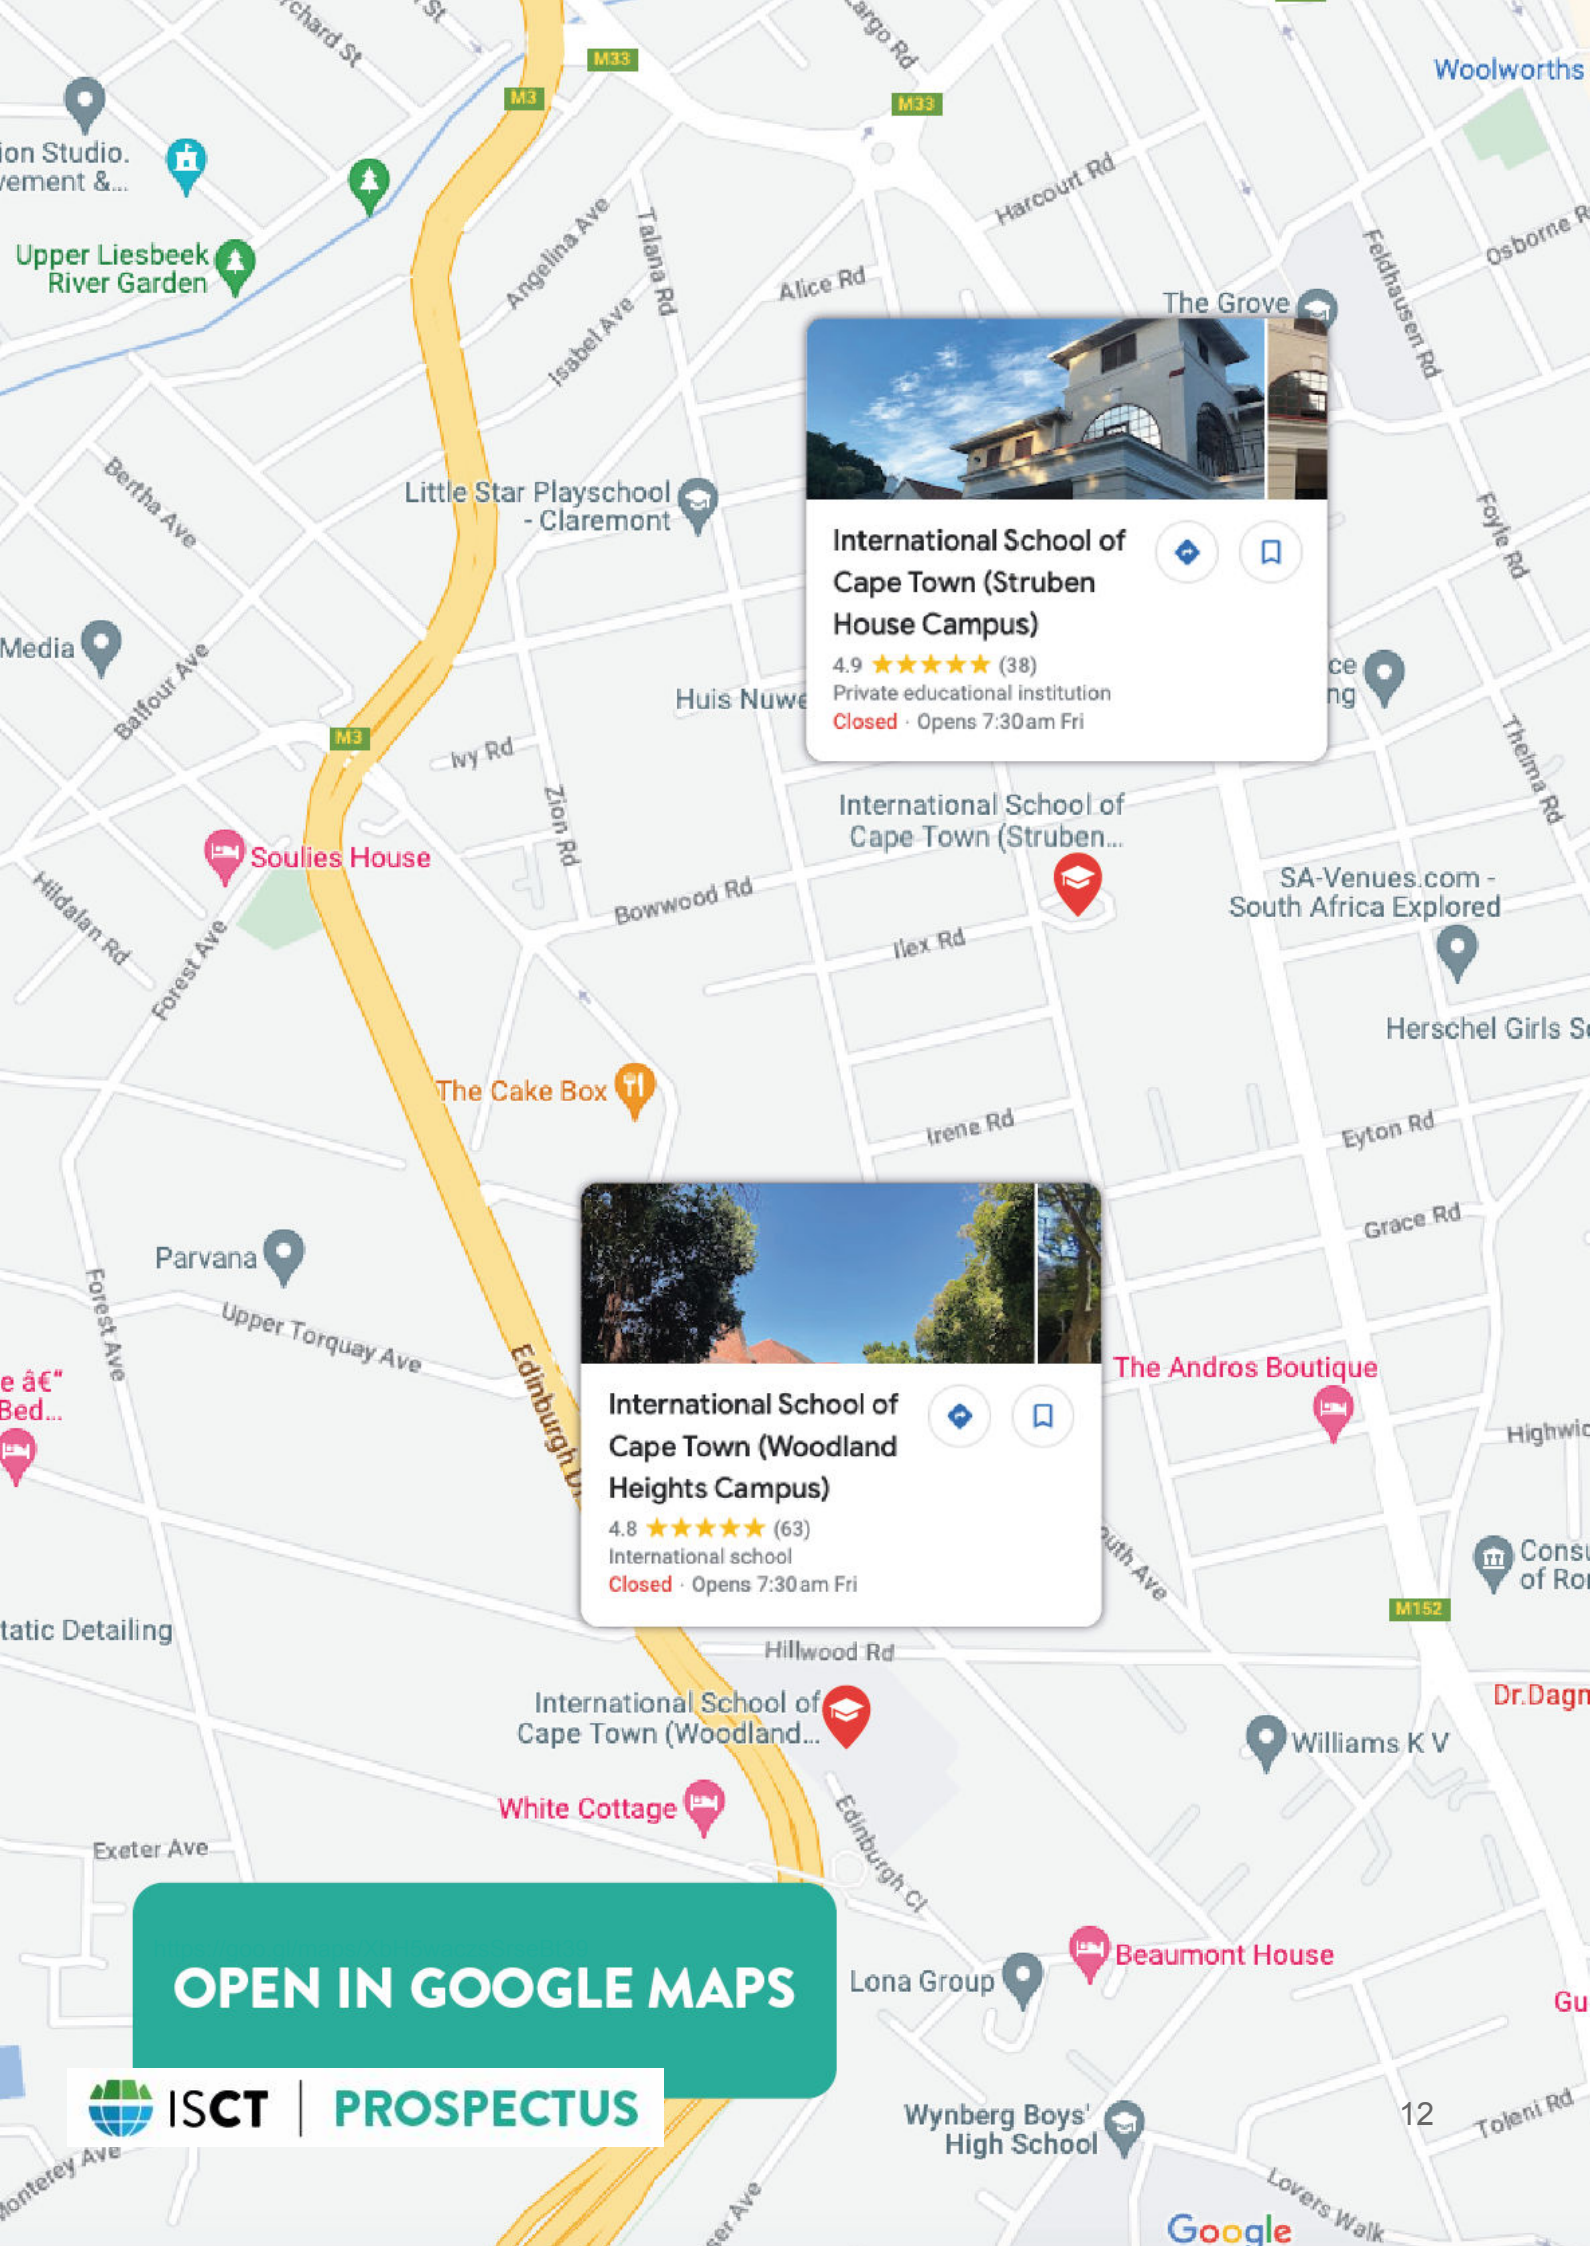 St
M33
M3
M33
Woolworths
Harcourt Rd
Angelina Ave
Talana Rd
Upper Liesbeek
River Garden
Alice Rd
Isabel Ave
The Grove
Feldhausen Rd
Osborne
International School of
Cape Town (Struben
House Campus)
4.9 ★★★★★ (38)
Private educational institution
Closed · Opens 7:30am Fri
Bertha Ave
Little Star Playschool
- Claremont
Foyle Rd
Media
Balfour Ave
Huis Nuwe
M3
Ivy Rd
Zion Rd
Thelma Rd
International School of
Cape Town (Struben...
Soulies House
Hildalan Rd
Forest Ave
Bowwood Rd
Ilex Rd
SA-Venues.com -
South Africa Explored
Herschel Girls
The Cake Box
Irene Rd
Eyton Rd
Grace Rd
Parvana
Forest Ave
Upper Torquay Ave
Edinburgh
International School of
Cape Town (Woodland
Heights Campus)
4.8 ★★★★★ (63)
International school
Closed · Opens 7:30am Fri
The Andros Boutique
e â€“
Bed...
Ave
M152
Detailing
Hillwood Rd
International School of
Cape Town (Woodland...
Williams K V
White Cottage
Exeter Ave
Edinburgh Cl
OPEN IN GOOGLE MAPS
Lona Group
Beaumont House
ISCT | PROSPECTUS
Wynberg Boys'
High School
12
Toleni Rd
Ave
Ave
Lovers Walk
Google